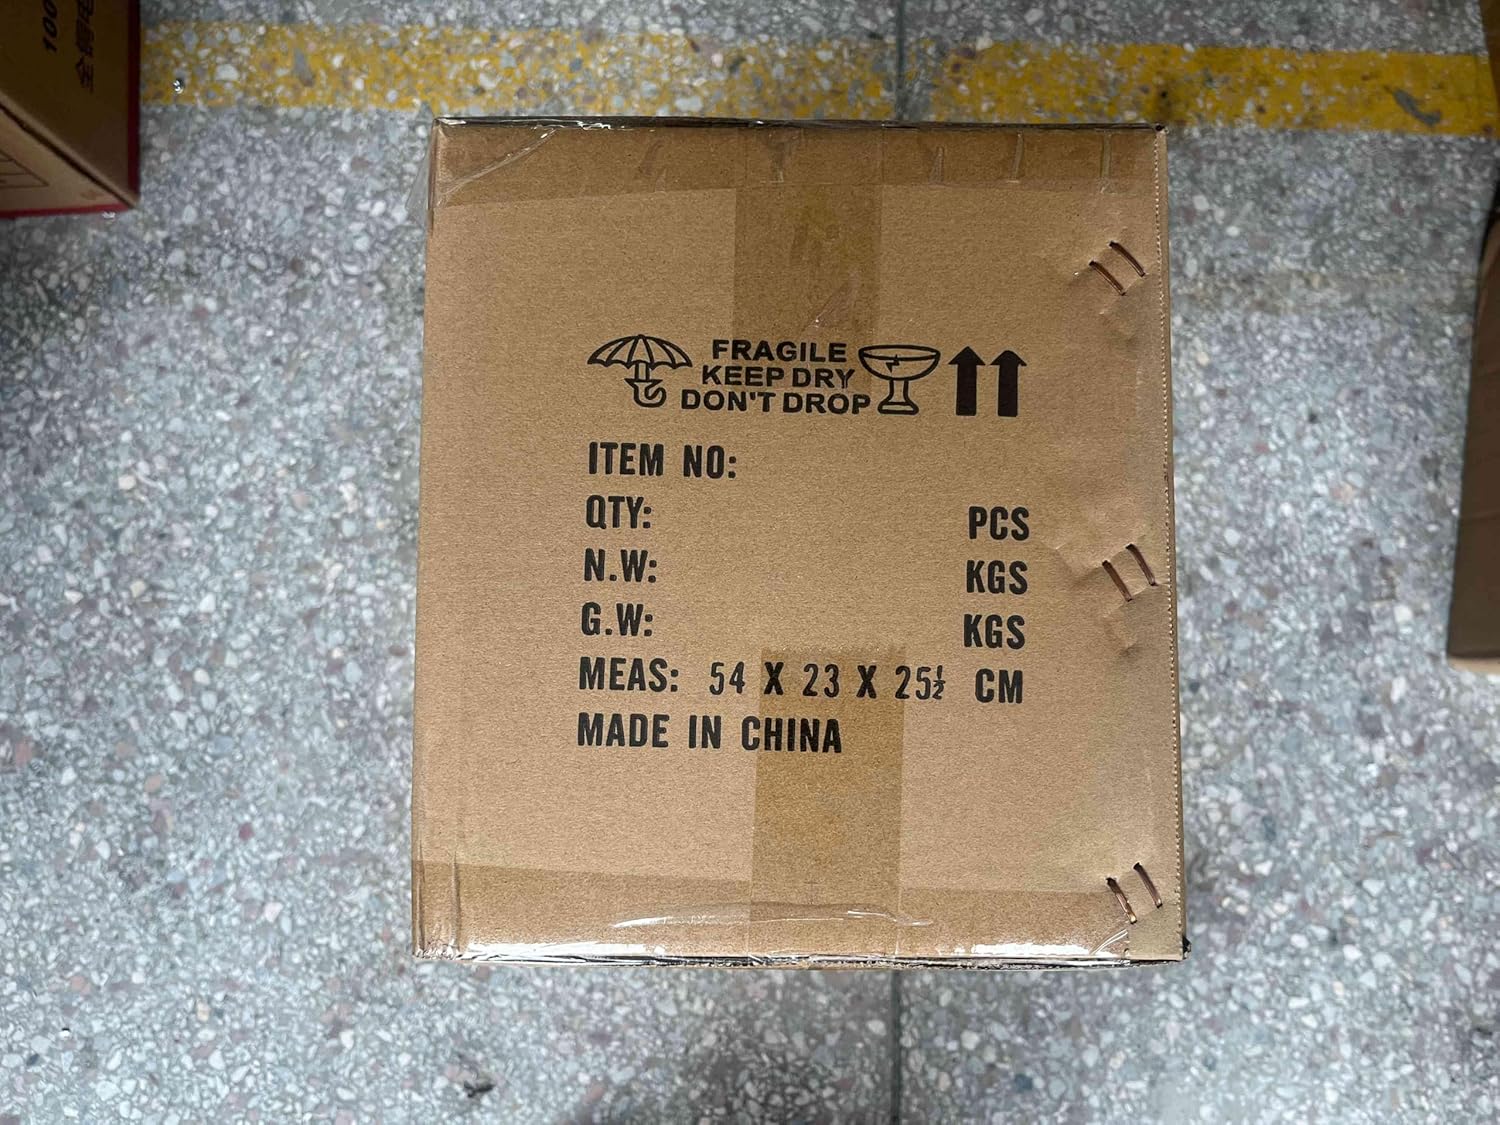 100
FRAGILE
KEEP DRY
DON'T DROP
ITEM NO:
QTY: PCS
N.W: KGS
G.W: KGS
MEAS: 54 X 23 X 25½ CM
MADE IN CHINA